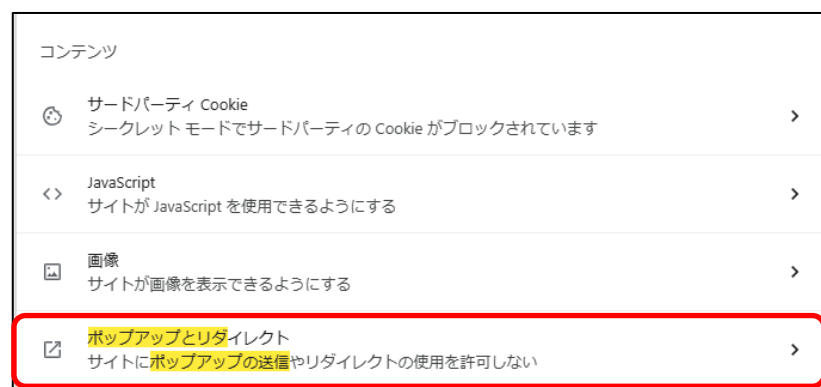 コンテンツ
サードパーティ Cookie
シークレット モードでサードパーティの Cookie がブロックされています
JavaScript
サイトが JavaScript を使用できるようにする
画像
サイトが画像を表示できるようにする
ポップアップとリダイレクト
サイトにポップアップの送信やリダイレクトの使用を許可しない